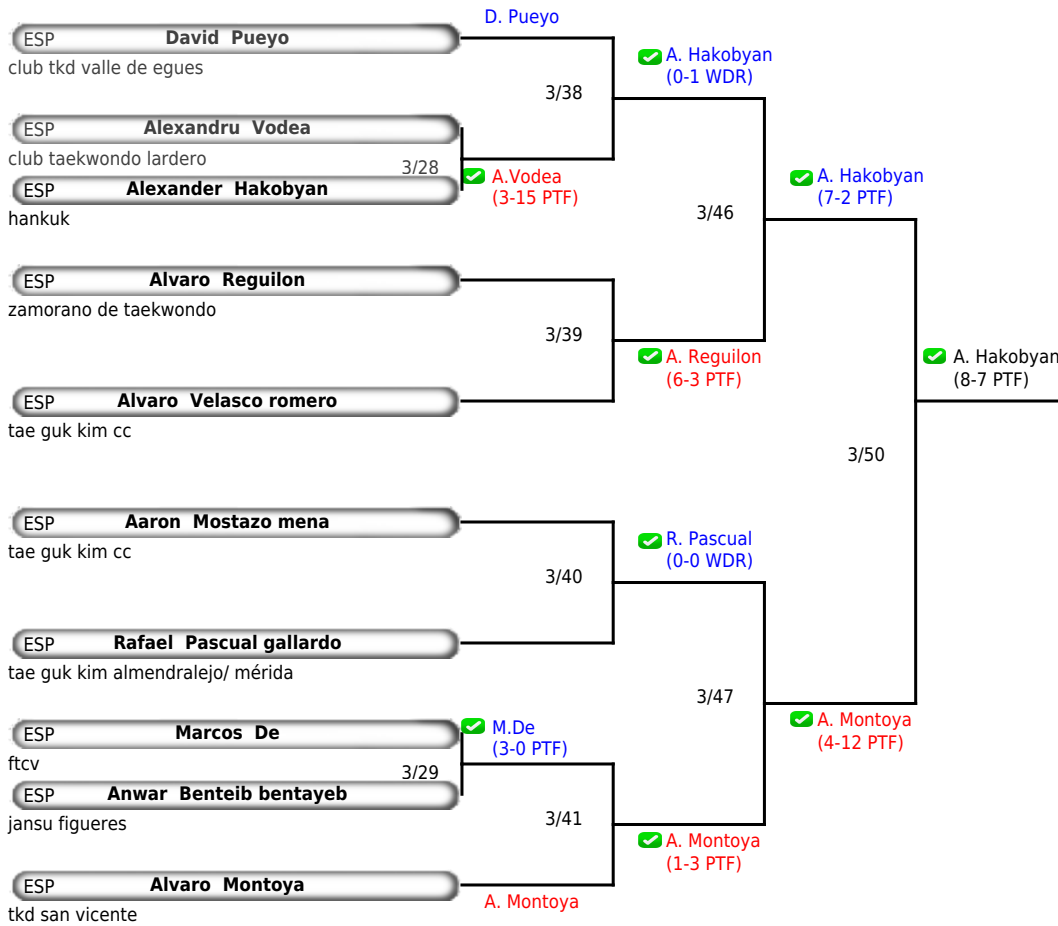 D. Pueyo
ESP David Pueyo
club tkd valle de egues
A. Hakobyan
(0-1 WDR)
3/38
ESP Alexandru Vodea
club taekwondo lardero
3/28
A.Vodea
(3-15 PTF)
ESP Alexander Hakobyan
hankuk
A. Hakobyan
(7-2 PTF)
3/46
ESP Alvaro Reguilon
zamorano de taekwondo
3/39
A. Reguilon
(6-3 PTF)
A. Hakobyan
(8-7 PTF)
ESP Alvaro Velasco romero
tae guk kim cc
3/50
ESP Aaron Mostazo mena
tae guk kim cc
R. Pascual
(0-0 WDR)
3/40
ESP Rafael Pascual gallardo
tae guk kim almendralejo/ mérida
3/47
A. Montoya
(4-12 PTF)
ESP Marcos De
ftcv
M.De
(3-0 PTF)
3/29
ESP Anwar Benteib bentayeb
jansu figueres
3/41
A. Montoya
(1-3 PTF)
ESP Alvaro Montoya
tkd san vicente
A. Montoya